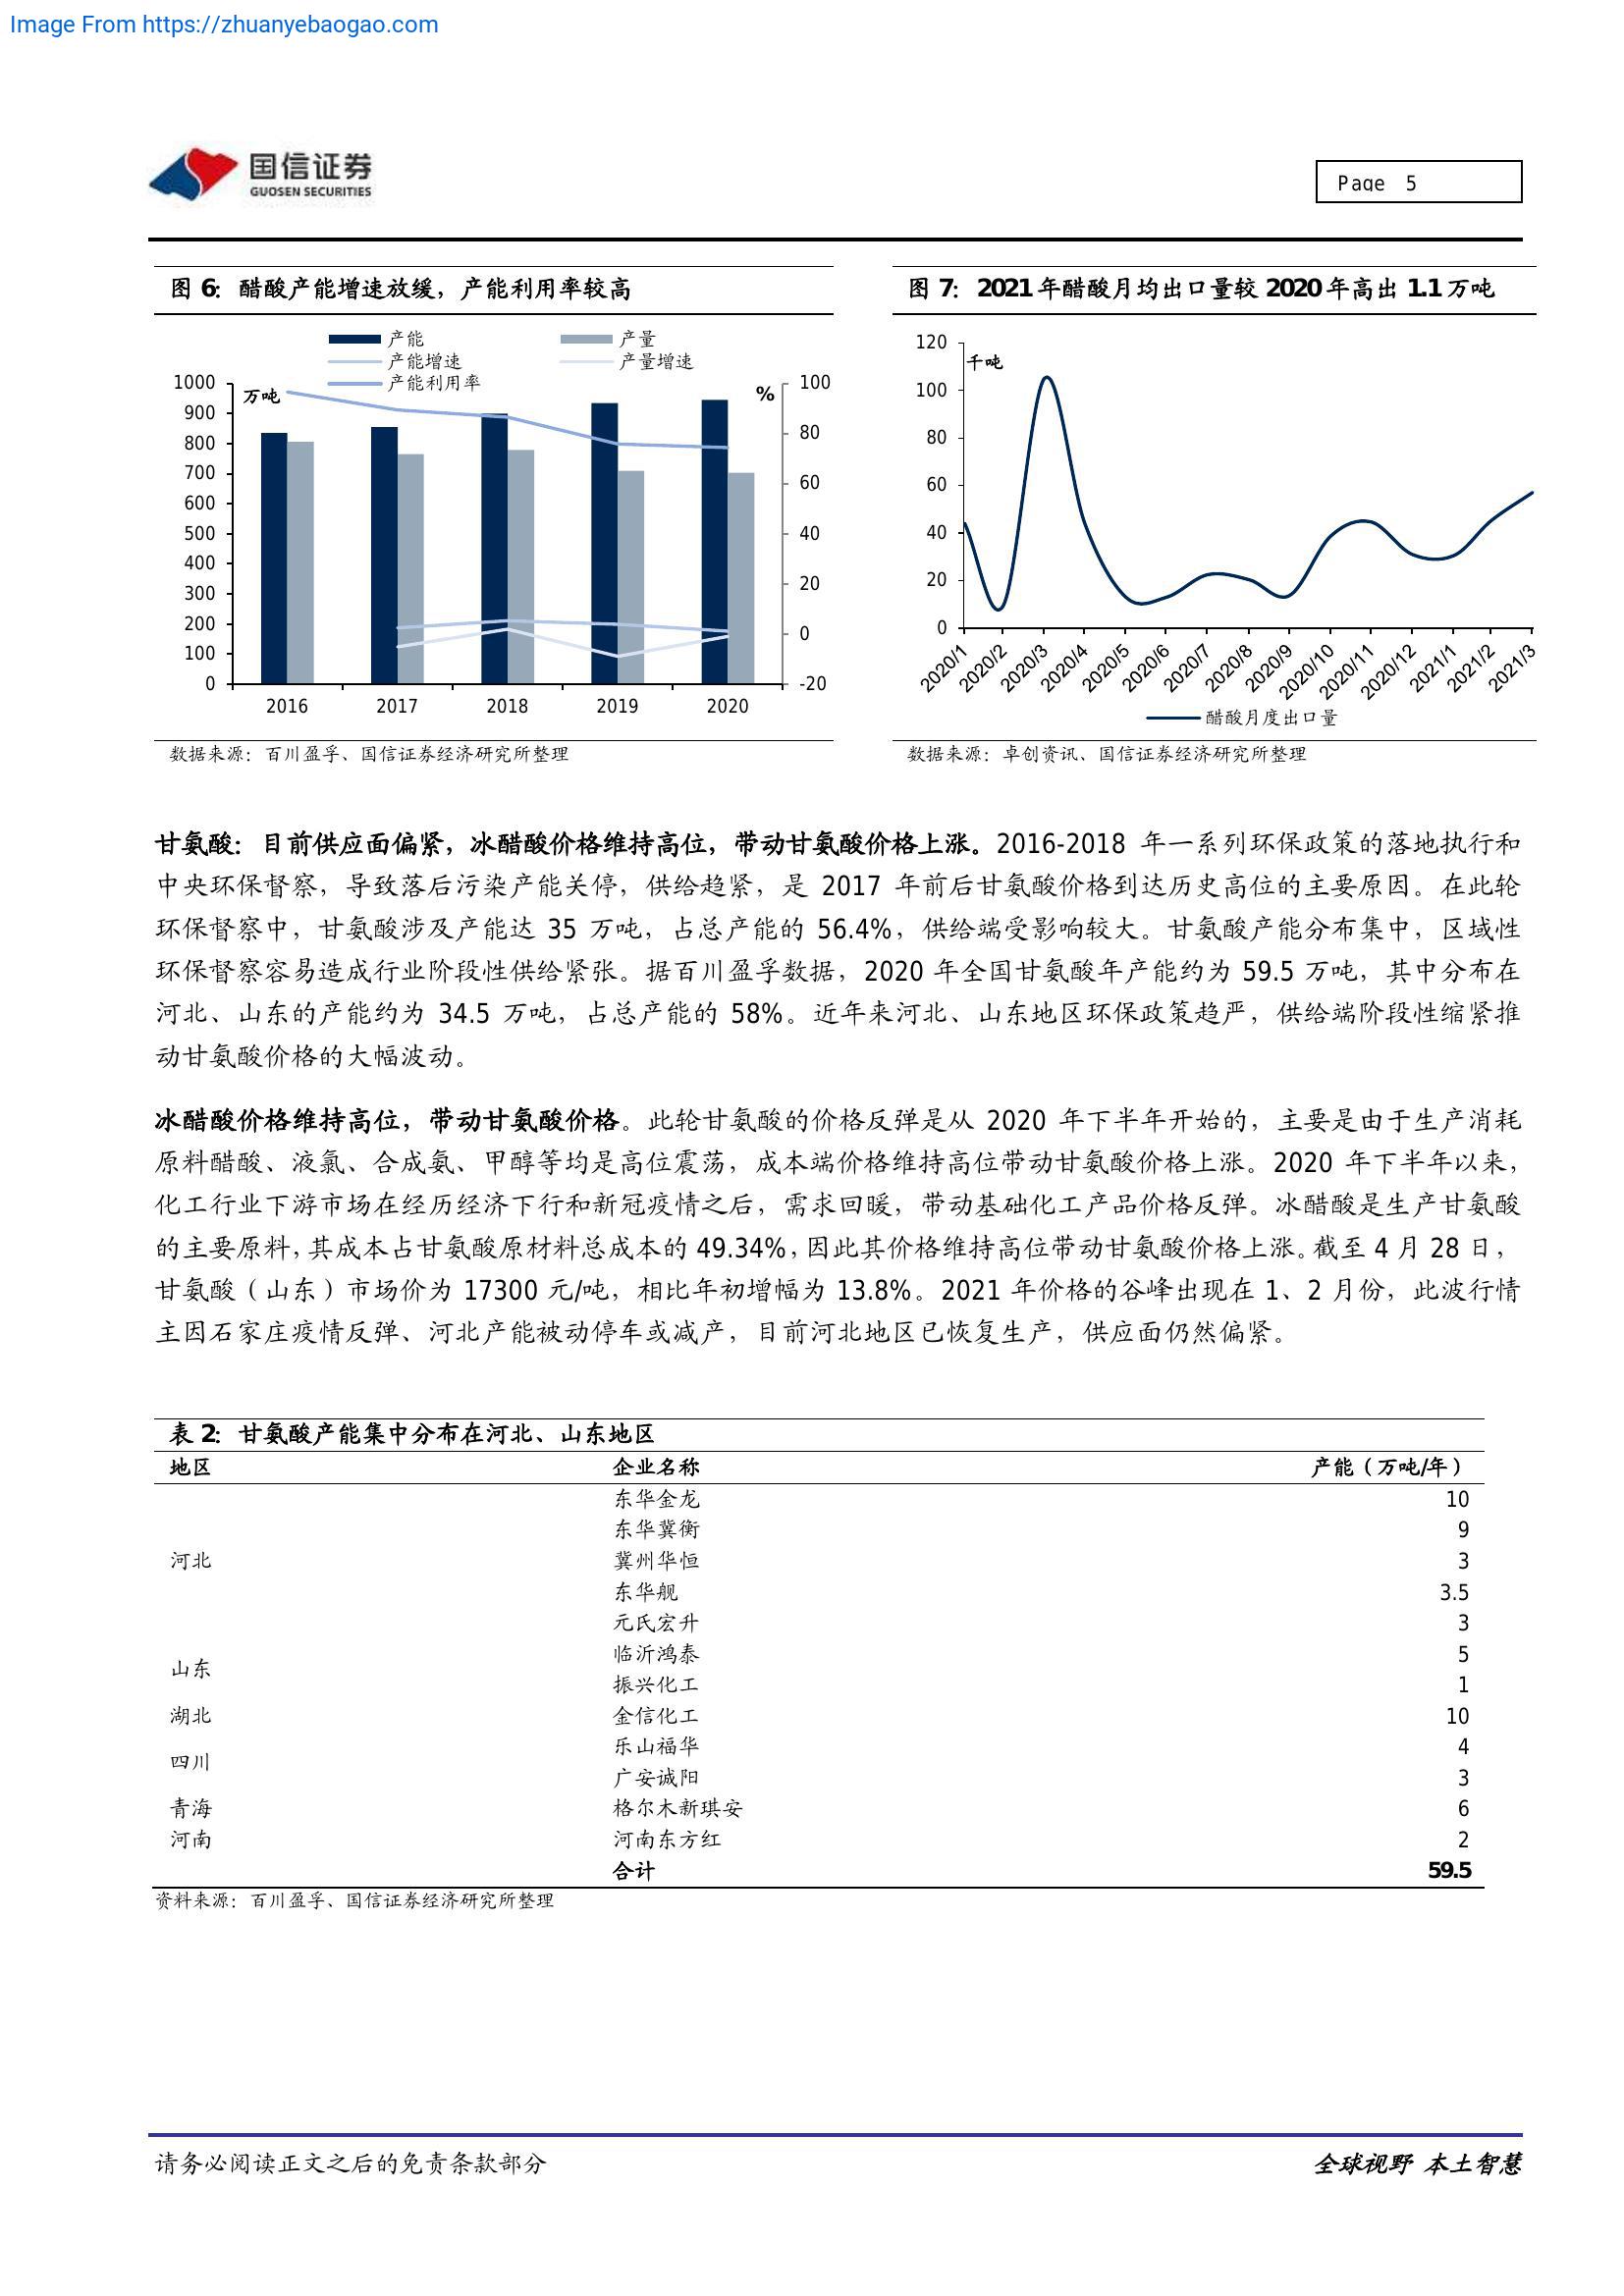 Image From https://zhuanyebaogao.com
国信证券
GUOSEN SECURITIES
Page 5
图 6：醋酸产能增速放缓，产能利用率较高
产能
产量
产能增速
产量增速
产能利用率
万吨
%
1000
900
800
700
600
500
400
300
200
100
0
100
80
60
40
20
0
-20
2016 2017 2018 2019 2020
数据来源：百川盈孚、国信证券经济研究所整理
图 7：2021 年醋酸月均出口量较 2020 年高出 1.1 万吨
千吨
120
100
80
60
40
20
0
2020/1 2020/2 2020/3 2020/4 2020/5 2020/6 2020/7 2020/8 2020/9 2020/10 2020/11 2020/12 2021/1 2021/2 2021/3
醋酸月度出口量
数据来源：卓创资讯、国信证券经济研究所整理
甘氨酸：目前供应面偏紧，冰醋酸价格维持高位，带动甘氨酸价格上涨。2016-2018 年一系列环保政策的落地执行和
中央环保督察，导致落后污染产能关停，供给趋紧，是 2017 年前后甘氨酸价格到达历史高位的主要原因。在此轮
环保督察中，甘氨酸涉及产能达 35 万吨，占总产能的 56.4%，供给端受影响较大。甘氨酸产能分布集中，区域性
环保督察容易造成行业阶段性供给紧张。据百川盈孚数据，2020 年全国甘氨酸年产能约为 59.5 万吨，其中分布在
河北、山东的产能约为 34.5 万吨，占总产能的 58%。近年来河北、山东地区环保政策趋严，供给端阶段性缩紧推
动甘氨酸价格的大幅波动。
冰醋酸价格维持高位，带动甘氨酸价格。此轮甘氨酸的价格反弹是从 2020 年下半年开始的，主要是由于生产消耗
原料醋酸、液氯、合成氨、甲醇等均是高位震荡，成本端价格维持高位带动甘氨酸价格上涨。2020 年下半年以来，
化工行业下游市场在经历经济下行和新冠疫情之后，需求回暖，带动基础化工产品价格反弹。冰醋酸是生产甘氨酸
的主要原料，其成本占甘氨酸原材料总成本的 49.34%，因此其价格维持高位带动甘氨酸价格上涨。截至 4 月 28 日，
甘氨酸（山东）市场价为 17300 元/吨，相比年初增幅为 13.8%。2021 年价格的谷峰出现在 1、2 月份，此波行情
主因石家庄疫情反弹、河北产能被动停车或减产，目前河北地区已恢复生产，供应面仍然偏紧。
表 2：甘氨酸产能集中分布在河北、山东地区
地区 企业名称 产能（万吨/年）
东华金龙 10
东华冀衡 9
河北 冀州华恒 3
东华舰 3.5
元氏宏升 3
山东 临沂鸿泰 5
振兴化工 1
湖北 金信化工 10
四川 乐山福华 4
广安诚阳 3
青海 格尔木新琪安 6
河南 河南东方红 2
合计 59.5
资料来源：百川盈孚、国信证券经济研究所整理
请务必阅读正文之后的免责条款部分
全球视野 本土智慧